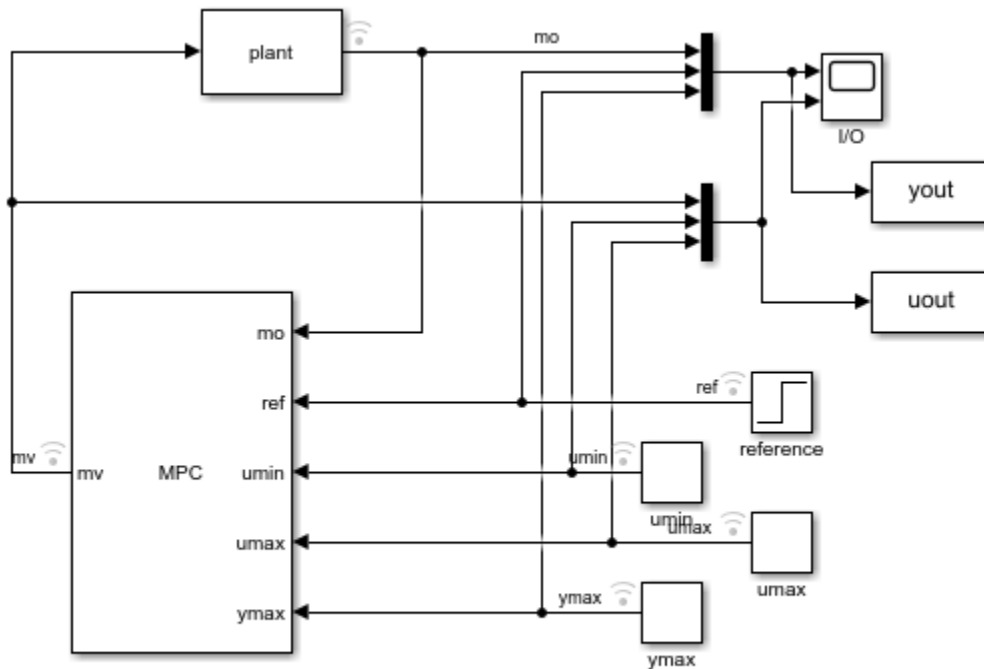 plant
mo
I/O
yout
uout
mo
ref
ref
reference
mv
mv
MPC
umin
umin
umin
umax
umax
umax
ymax
ymax
ymax